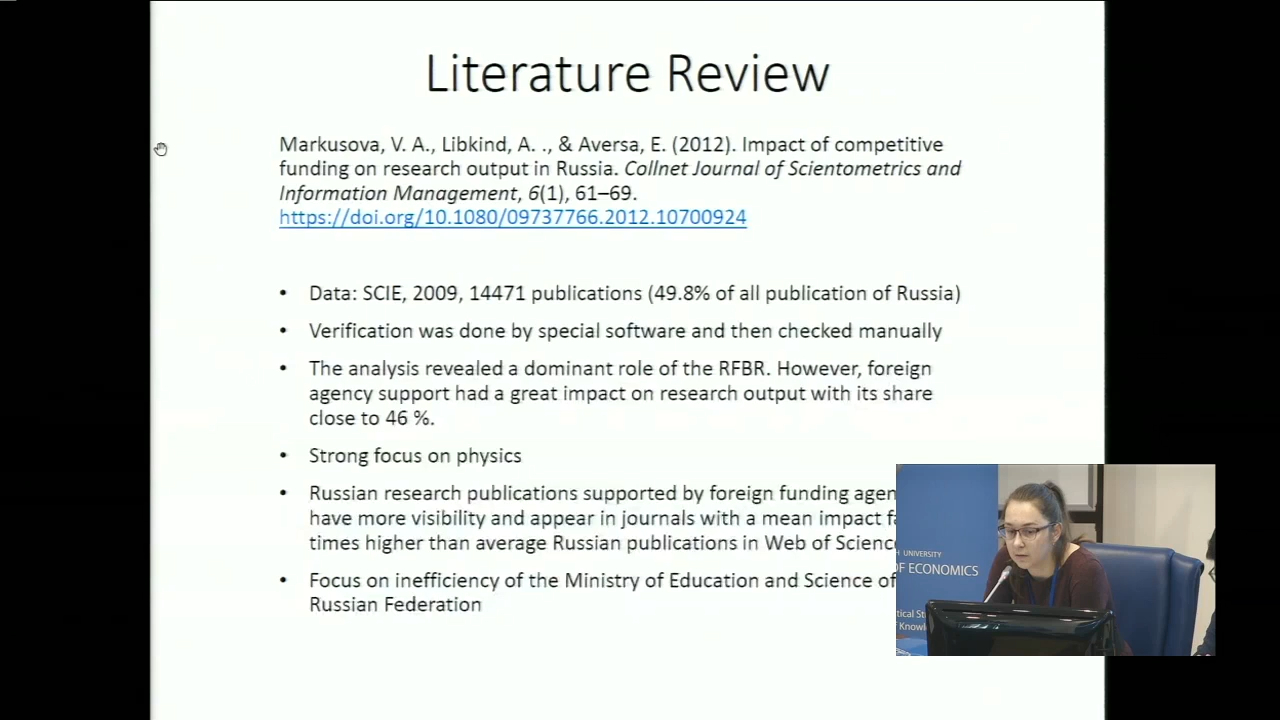 Literature Review
Markusova, V. A., Libkind, A. ., & Aversa, E. (2012). Impact of competitive
funding on research output in Russia. Collnet Journal of Scientometrics and
Information Management, 6(1), 61–69.
https://doi.org/10.1080/09737766.2012.10700924
• Data: SCIE, 2009, 14471 publications (49.8% of all publication of Russia)
• Verification was done by special software and then checked manually
• The analysis revealed a dominant role of the RFBR. However, foreign
agency support had a great impact on research output with its share
close to 46 %.
• Strong focus on physics
• Russian research publications supported by foreign funding agen
have more visibility and appear in journals with a mean impact
times higher than average Russian publications in Web of Science
• Focus on inefficiency of the Ministry of Education and Science of
Russian Federation
UNIVERSITY
OF ECONOMICS